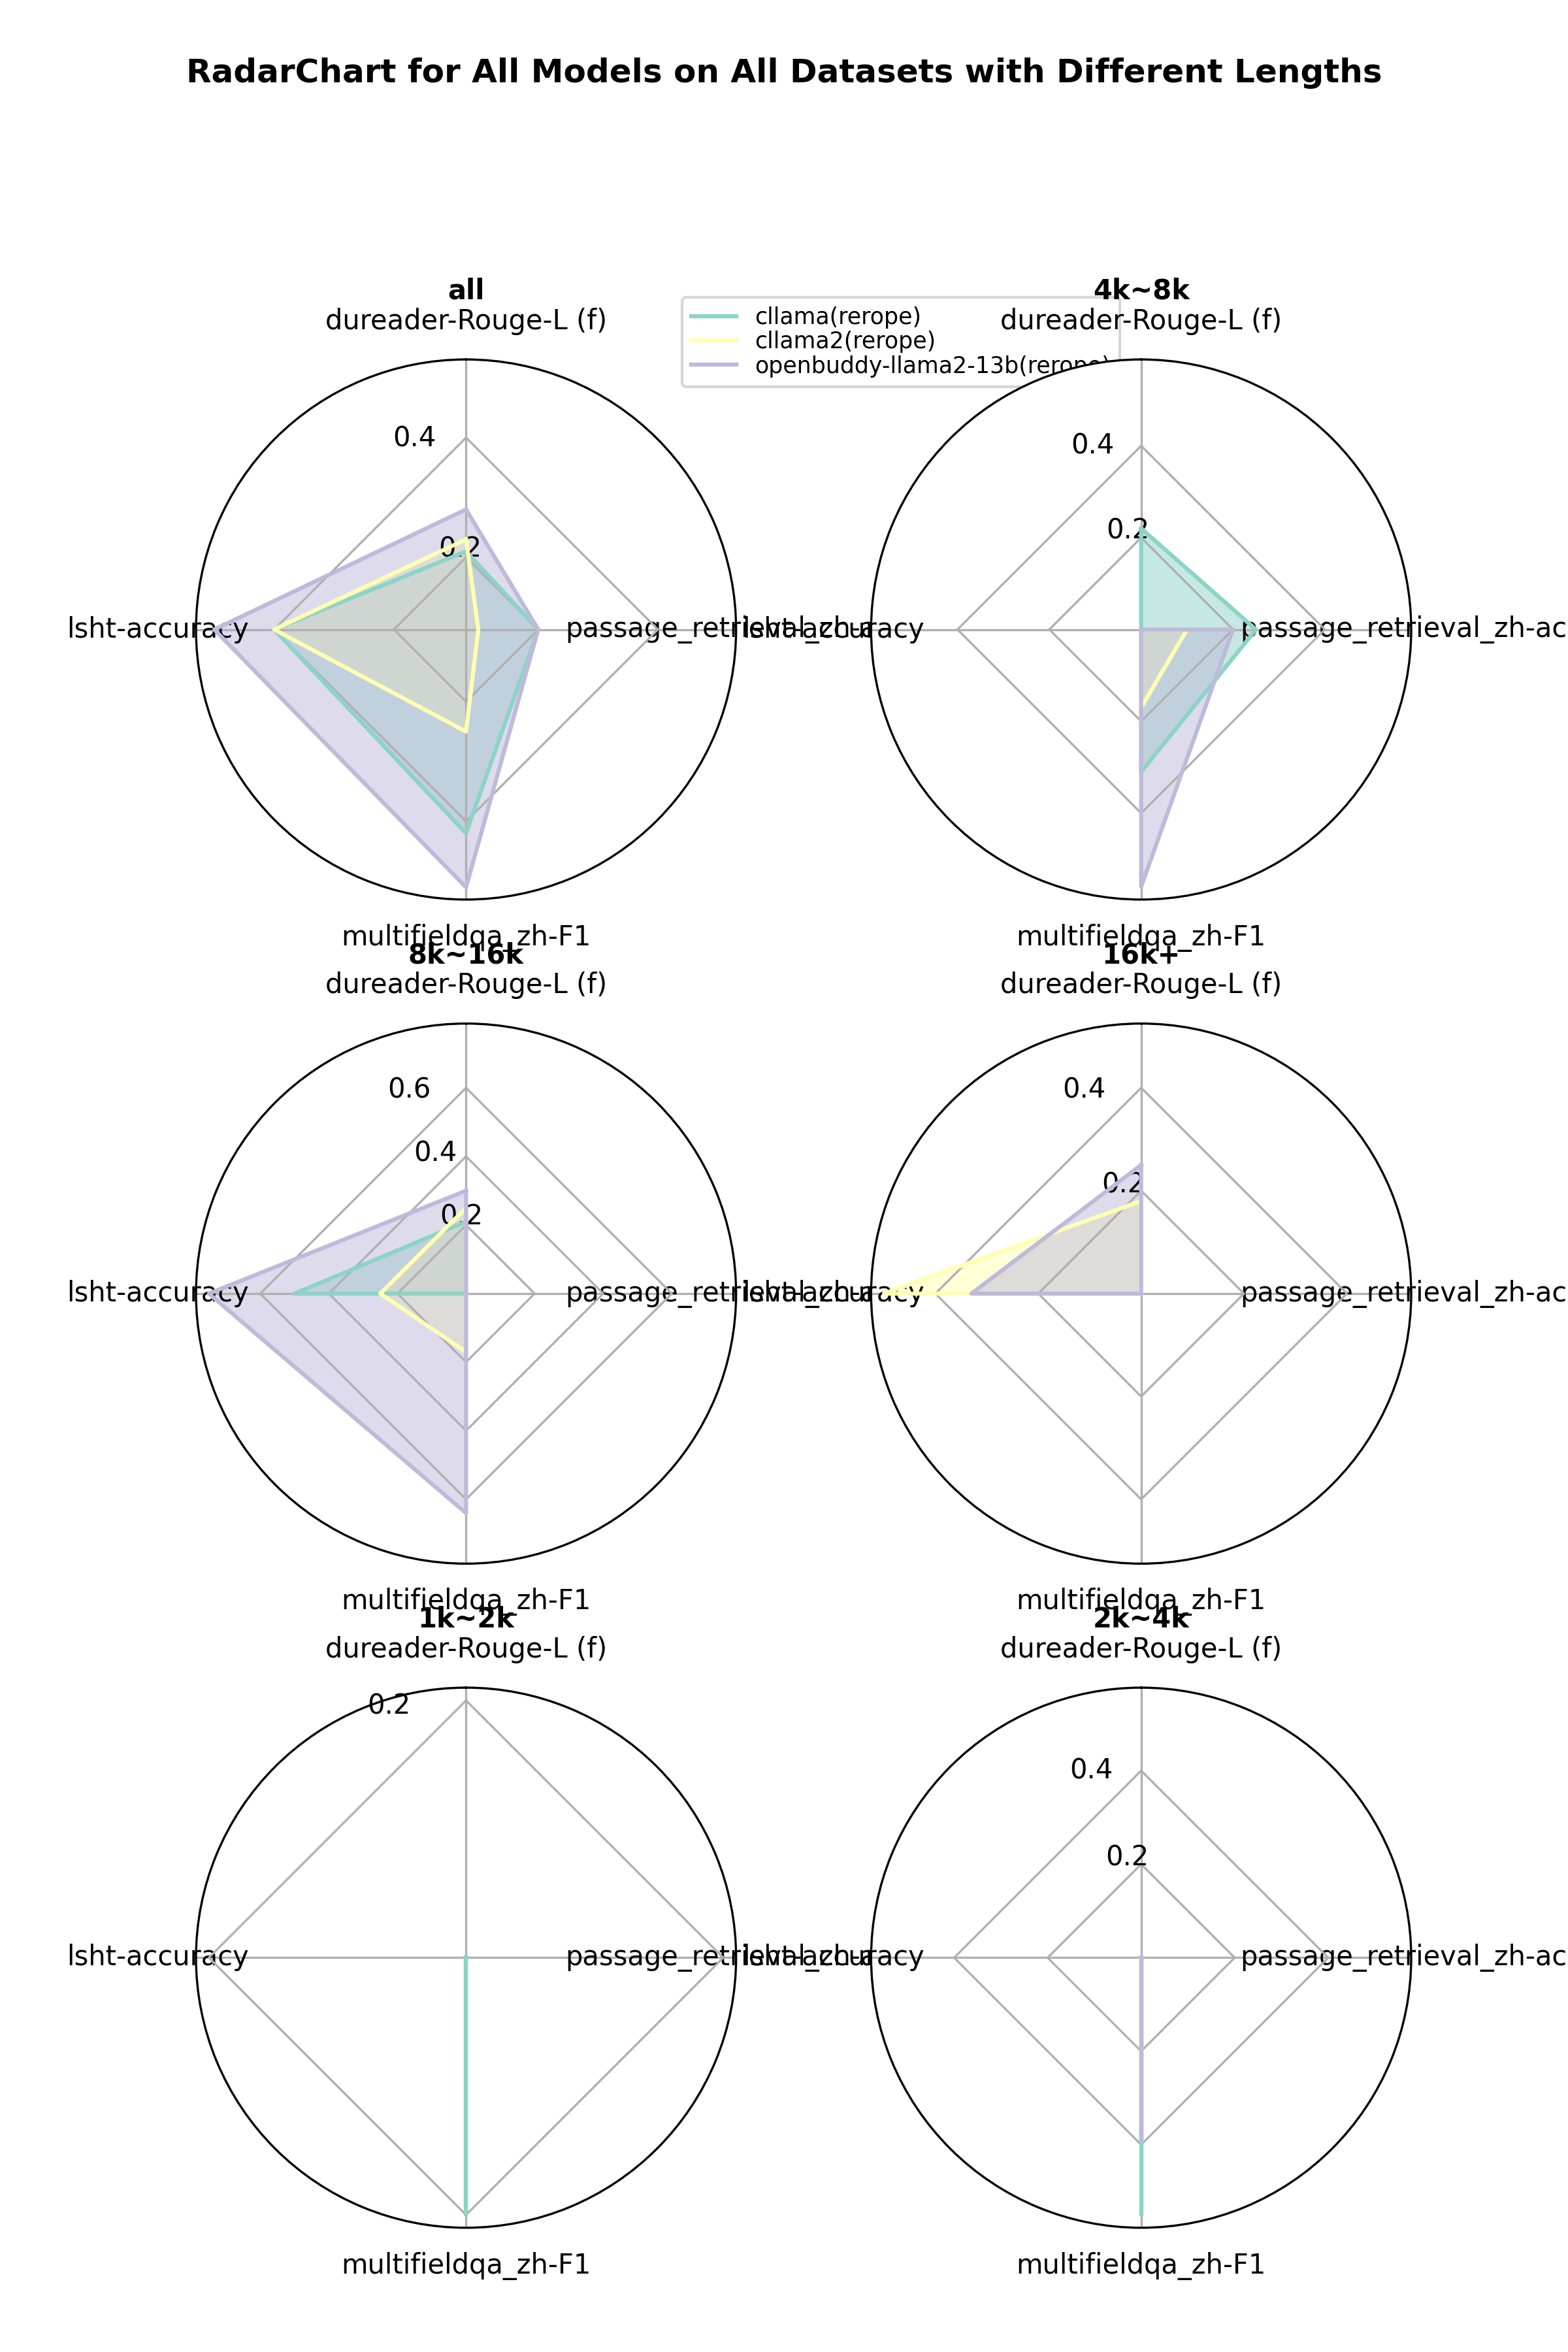 RadarChart for All Models on All Datasets with Different Lengths
all
dureader-Rouge-L (f)
0.4
0.2
lsht-accuracy
passage_retrieval_zh-accuracy
multifieldqa_zh-F1
cllama(rerope)
cllama2(rerope)
openbuddy-llama2-13b(rerope)
4k~8k
dureader-Rouge-L (f)
0.4
0.2
lsht-accuracy
passage_retrieval_zh-ac
multifieldqa_zh-F1
8k~16k
dureader-Rouge-L (f)
0.6
0.4
0.2
lsht-accuracy
passage_retrieval_zh-accuracy
multifieldqa_zh-F1
16k+
dureader-Rouge-L (f)
0.4
0.2
lsht-accuracy
passage_retrieval_zh-ac
multifieldqa_zh-F1
1k~2k
dureader-Rouge-L (f)
0.2
lsht-accuracy
passage_retrieval_zh-accuracy
multifieldqa_zh-F1
2k~4k
dureader-Rouge-L (f)
0.4
0.2
lsht-accuracy
passage_retrieval_zh-ac
multifieldqa_zh-F1